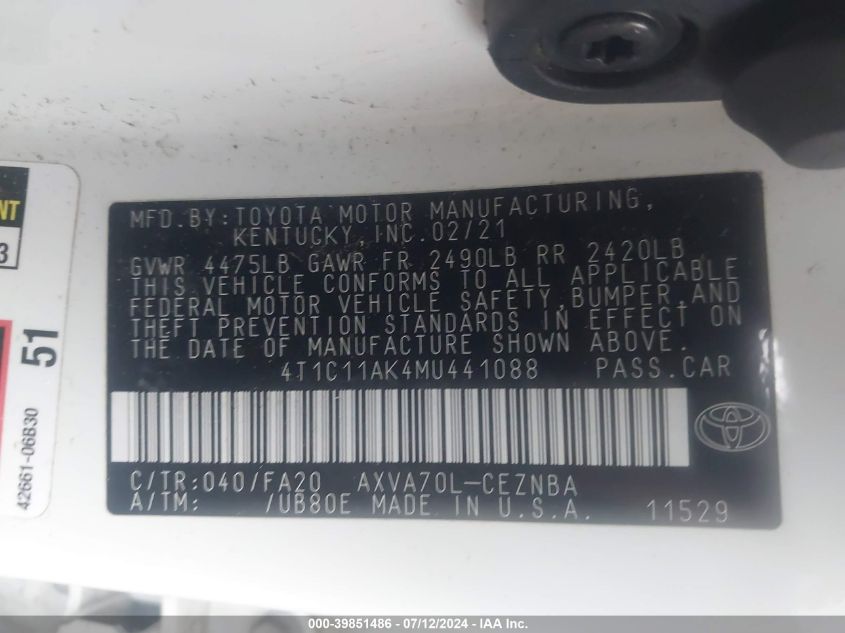 NT
3
51
42661-06B30
MFD.BY:TOYOTA MOTOR MANUFACTURING,
KENTUCKY,INC.02/21
GVWR 4475LB GAWR FR 2490LB RR 2420LB
THIS VEHICLE CONFORMS TO ALL APPLICABLE
FEDERAL MOTOR VEHICLE SAFETY,BUMPER,AND
THEFT PREVENTION STANDARDS IN EFFECT ON
THE DATE OF MANUFACTURE SHOWN ABOVE.
4T1C11AK4MU441088 PASS.CAR
C/TR:040/FA20 AXVA70L-CEZNBA
A/TM: /UB80E MADE IN U.S.A. 11529
000-39851486 - 07/12/2024 - IAA Inc.